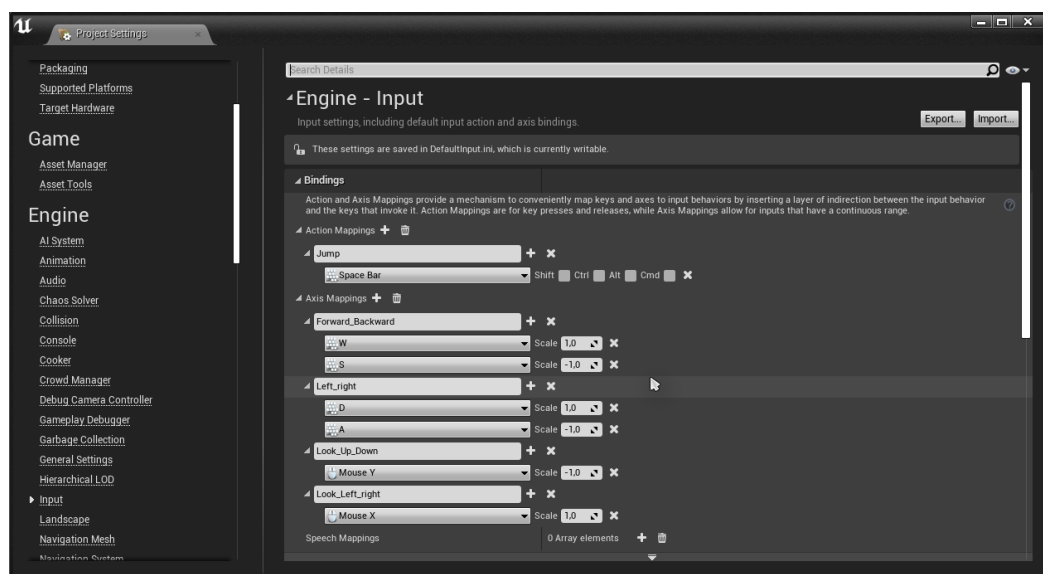 Project Settings
Packaging
Supported Platforms
Target Hardware
Game
Asset Manager
Asset Tools
Engine
AI System
Animation
Audio
Chaos Solver
Collision
Console
Cooker
Crowd Manager
Debug Camera Controller
Gameplay Debugger
Garbage Collection
General Settings
Hierarchical LOD
Input
Landscape
Navigation Mesh
Navigation System
Search Details
Engine - Input
Input settings, including default input action and axis bindings.
Export... Import...
These settings are saved in DefaultInput.ini, which is currently writable.
Bindings
Action and Axis Mappings provide a mechanism to conveniently map keys and axes to input behaviors by inserting a layer of indirection between the input behavior
and the keys that invoke it. Action Mappings are for key presses and releases, while Axis Mappings allow for inputs that have a continuous range.
Action Mappings
Jump
Space Bar Shift Ctrl Alt Cmd
Axis Mappings
Forward_Backward
W Scale 1,0
S Scale -1,0
Left_right
D Scale 1,0
A Scale -1,0
Look_Up_Down
Mouse Y Scale -1,0
Look_Left_right
Mouse X Scale 1,0
Speech Mappings 0 Array elements